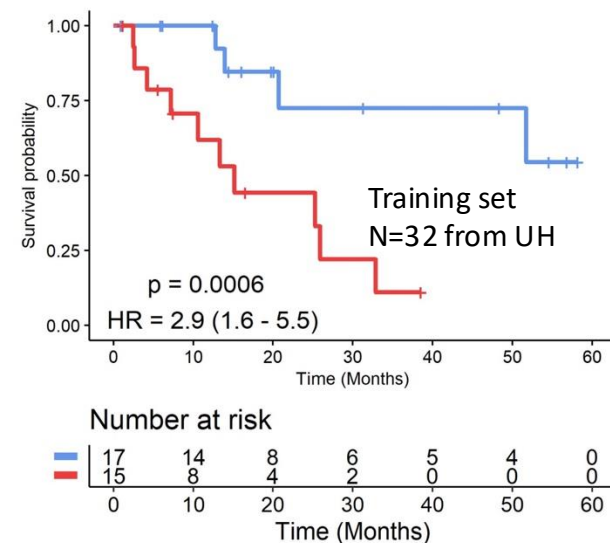 1.00
0.75
0.50
0.25
0.00
Survival probability
Training set
N=32 from UH
p = 0.0006
HR = 2.9 (1.6 - 5.5)
0 10 20 30 40 50 60
Time (Months)
Number at risk
17 14 8 6 5 4 0
15 8 4 2 0 0 0
0 10 20 30 40 50 60
Time (Months)